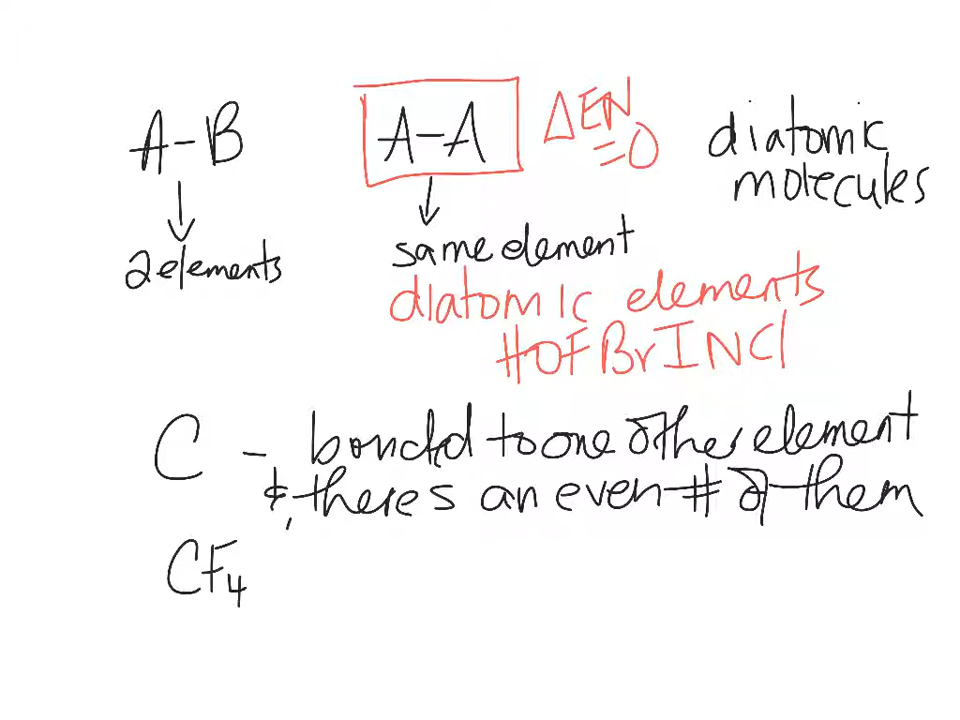 A-B A-A ΔEN =0 diatomic molecules
2 elements same element
diatomic elements
HOFBrINCl
C - bonded to one other element
& there's an even # of them
CF4